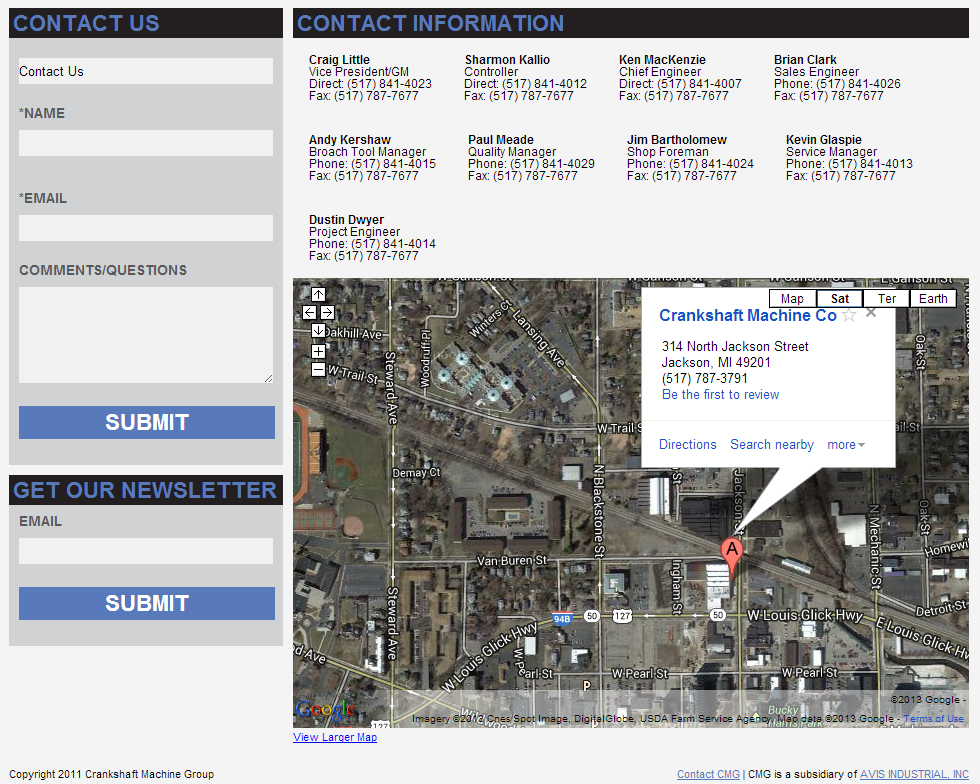 CONTACT US
Contact Us
*NAME
*EMAIL
COMMENTS/QUESTIONS
SUBMIT
GET OUR NEWSLETTER
EMAIL
SUBMIT
CONTACT INFORMATION
Craig Little
Vice President/GM
Direct: (517) 841-4023
Fax: (517) 787-7677
Sharmon Kallio
Controller
Direct: (517) 841-4012
Fax: (517) 787-7677
Ken MacKenzie
Chief Engineer
Direct: (517) 841-4007
Fax: (517) 787-7677
Brian Clark
Sales Engineer
Phone: (517) 841-4026
Fax: (517) 787-7677
Andy Kershaw
Broach Tool Manager
Phone: (517) 841-4015
Fax: (517) 787-7677
Paul Meade
Quality Manager
Phone: (517) 841-4029
Fax: (517) 787-7677
Jim Bartholomew
Shop Foreman
Phone: (517) 841-4024
Fax: (517) 787-7677
Kevin Glaspie
Service Manager
Phone: (517) 841-4013
Fax: (517) 787-7677
Dustin Dwyer
Project Engineer
Phone: (517) 841-4014
Fax: (517) 787-7677
Map Sat Ter Earth
Crankshaft Machine Co
314 North Jackson Street
Jackson, MI 49201
(517) 787-3791
Be the first to review
Directions Search nearby more
Oakhill Ave
W Trail St
Steward Ave
Woodruff Pl
Winters Ct
Lansing Ave
W Trail S
Oak St
Demay Ct
N Blackstone St
Jackson St
N Mechanic St
Oak St
A
Van Buren St
Ingham St
Steward Ave
94B
50
127
50
W Louis Glick Hwy
Detroit St
E Louis Glick Hwy
W Louis Glick Hwy
W Pearl St
W Pearl St
P
Bucky
127
Google
©2013 Google -
Imagery ©2013 Cnes/Spot Image, DigitalGlobe, USDA Farm Service Agency, Map data ©2013 Google - Terms of Use
View Larger Map
Copyright 2011 Crankshaft Machine Group
Contact CMG | CMG is a subsidiary of AVIS INDUSTRIAL, INC